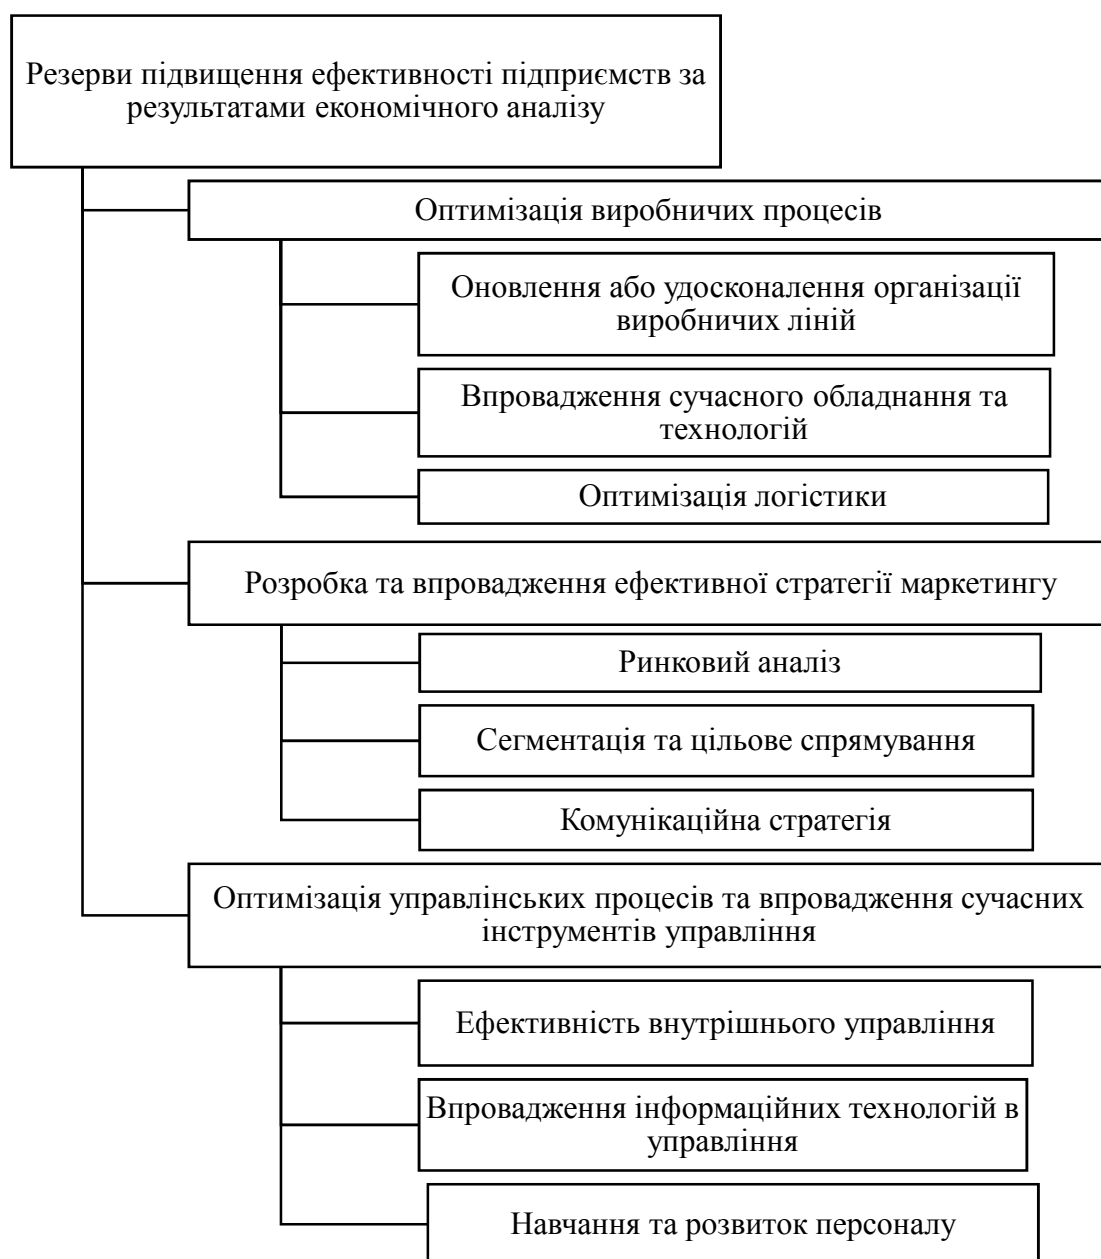 Резерви підвищення ефективності підприємств за
результатами економічного аналізу
Оптимізація виробничих процесів
Оновлення або удосконалення організації
виробничих ліній
Впровадження сучасного обладнання та
технологій
Оптимізація логістики
Розробка та впровадження ефективної стратегії маркетингу
Ринковий аналіз
Сегментація та цільове спрямування
Комунікаційна стратегія
Оптимізація управлінських процесів та впровадження сучасних
інструментів управління
Ефективність внутрішнього управління
Впровадження інформаційних технологій в
управління
Навчання та розвиток персоналу